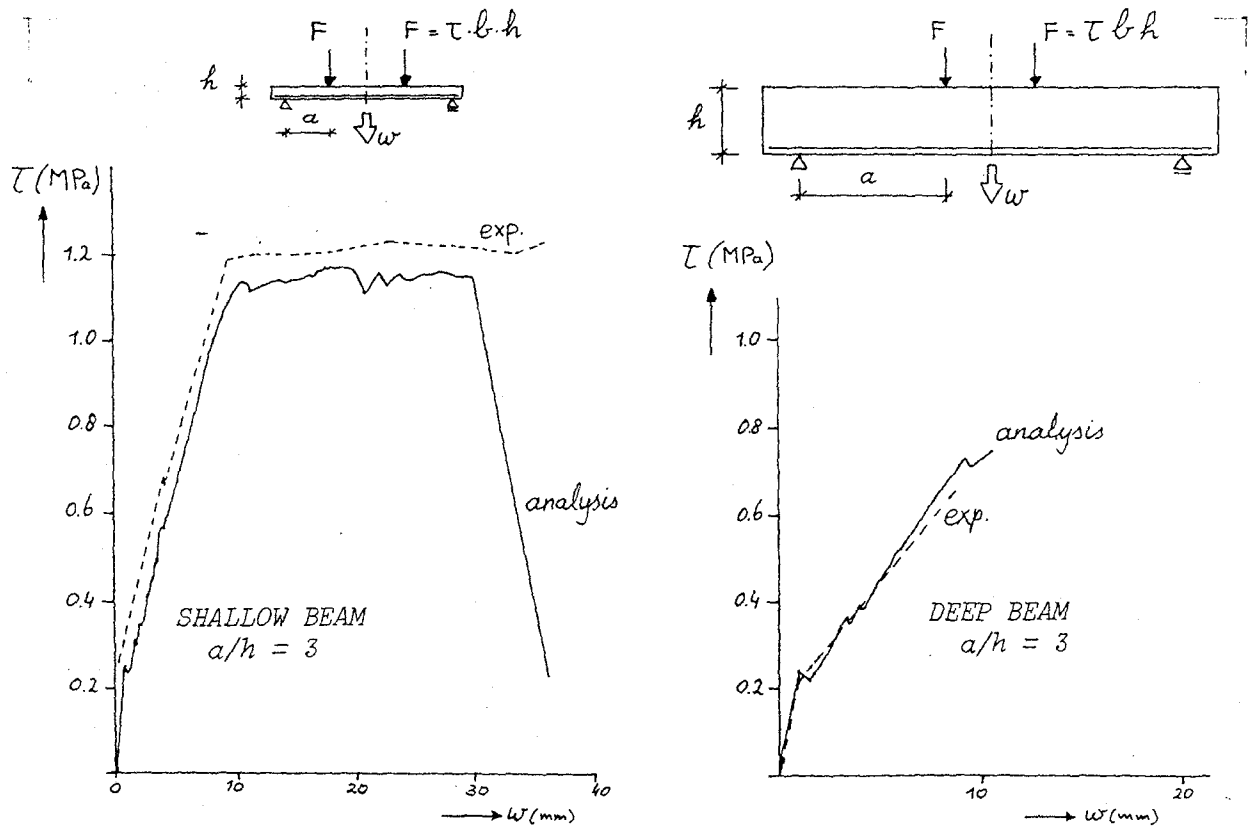 F F = τ·b·h
h
a
w
τ (MPa)
exp.
1.2
1.0
0.8
0.6
0.4
0.2
analysis
SHALLOW BEAM
a/h = 3
0 10 20 30 40
w (mm)
F F = τ b h
h
a
w
τ (MPa)
1.0
0.8
0.6
0.4
0.2
analysis
exp.
DEEP BEAM
a/h = 3
10 20
w (mm)